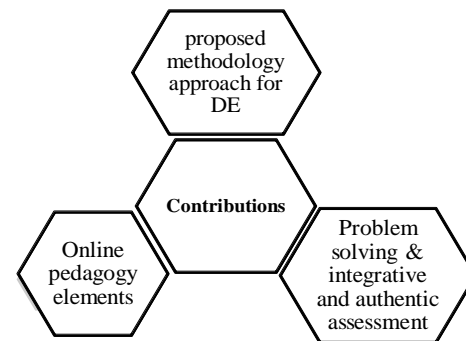 proposed
methodology
approach for
DE
Contributions
Online
pedagogy
elements
Problem
solving &
integrative
and authentic
assessment